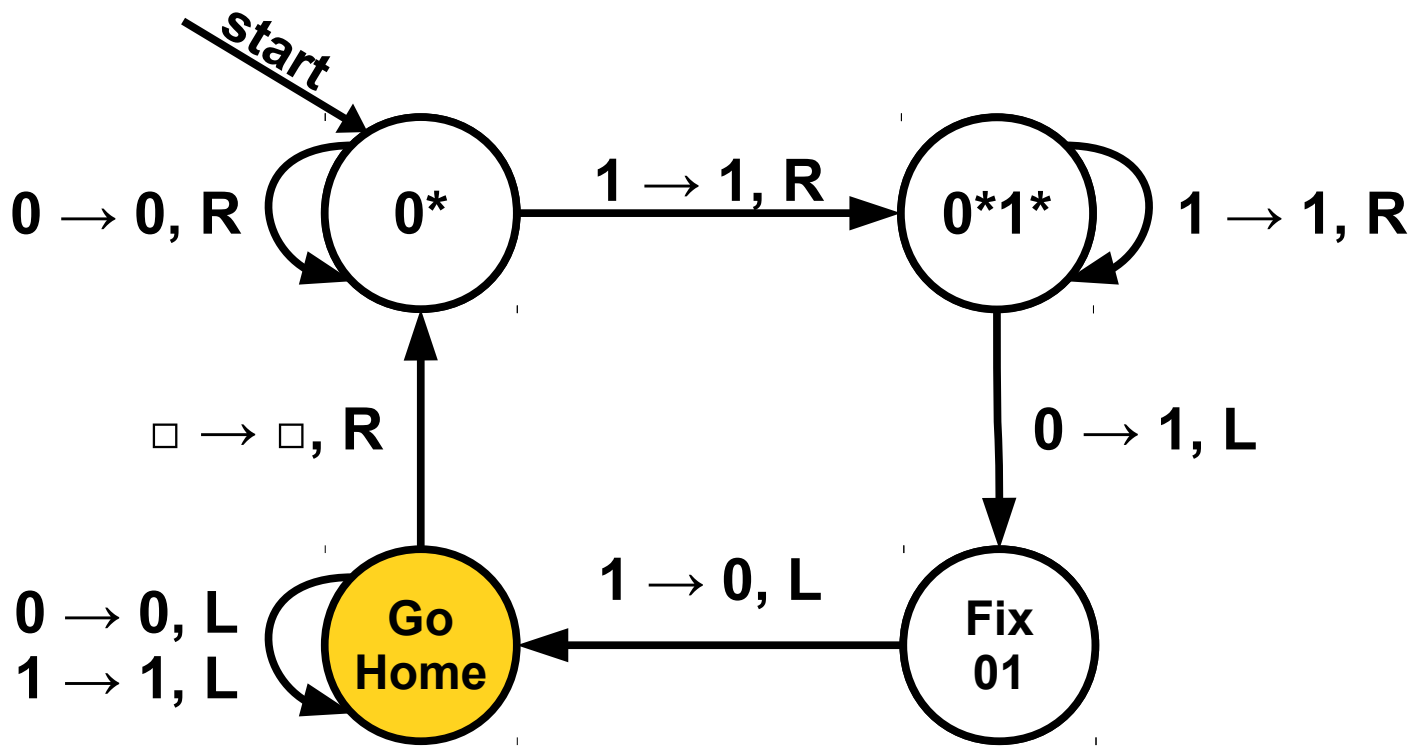 start
0 → 0, R
0*
1 → 1, R
0*1*
1 → 1, R
□ → □, R
0 → 1, L
0 → 0, L
1 → 1, L
Go
Home
1 → 0, L
Fix
01